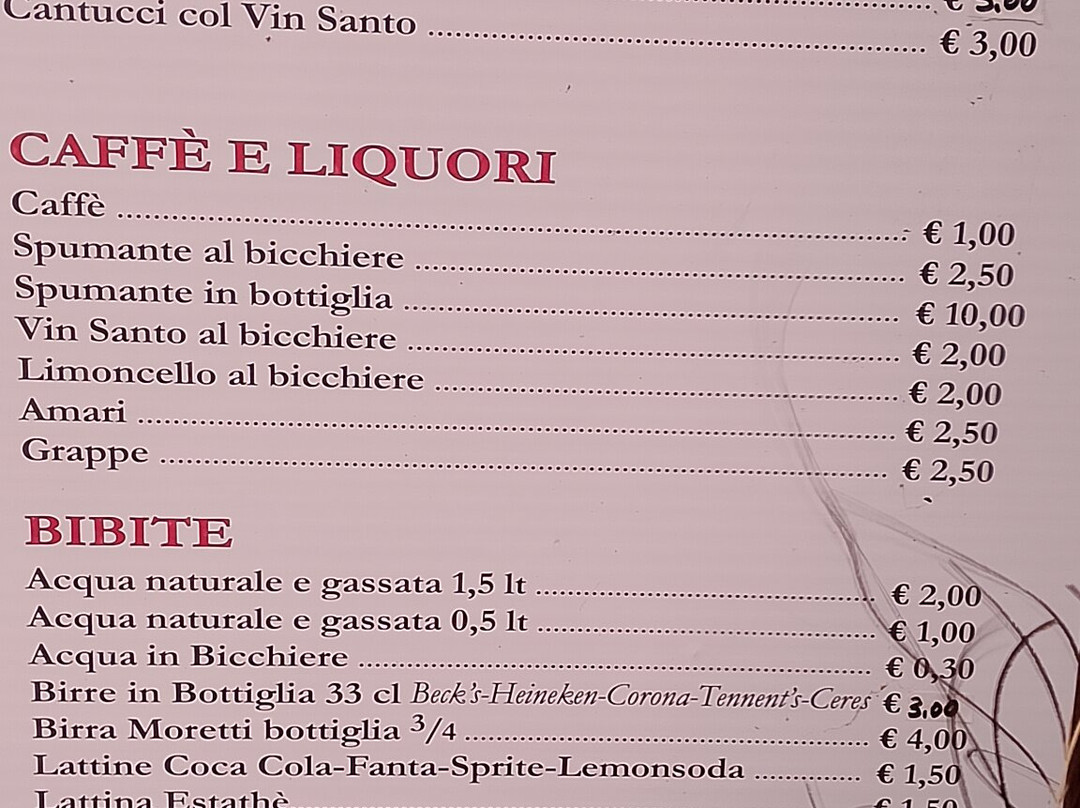 Cantucci col Vin Santo € 3,00
CAFFÈ E LIQUORI
Caffè € 1,00
Spumante al bicchiere € 2,50
Spumante in bottiglia € 10,00
Vin Santo al bicchiere € 2,00
Limoncello al bicchiere € 2,00
Amari € 2,50
Grappe € 2,50
BIBITE
Acqua naturale e gassata 1,5 lt € 2,00
Acqua naturale e gassata 0,5 lt € 1,00
Acqua in Bicchiere € 0,30
Birre in Bottiglia 33 cl Beck's-Heineken-Corona-Tennent's-Ceres € 3.00
Birra Moretti bottiglia 3/4 € 4,00
Lattine Coca Cola-Fanta-Sprite-Lemonsoda € 1,50
Lattina Estathè